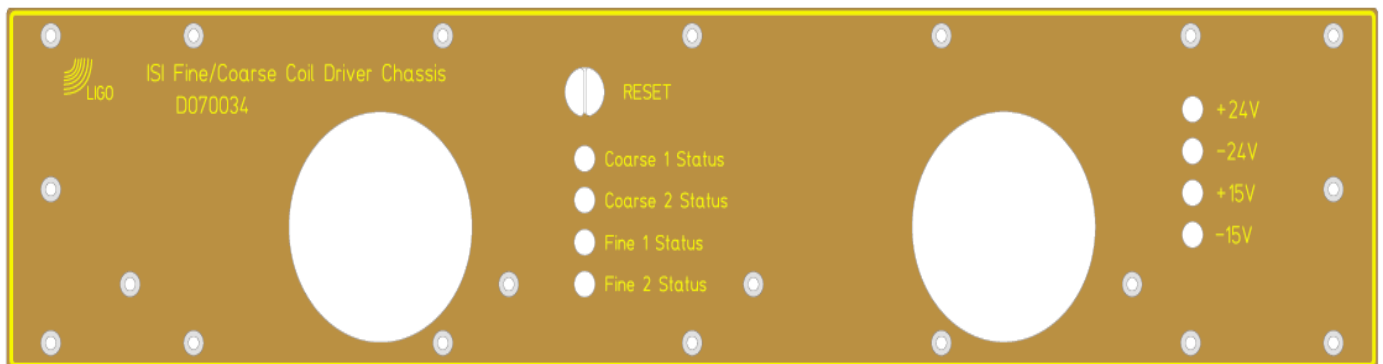 LIGO
ISI Fine/Coarse Coil Driver Chassis
D070034
RESET
Coarse 1 Status
Coarse 2 Status
Fine 1 Status
Fine 2 Status
+24V
-24V
+15V
-15V